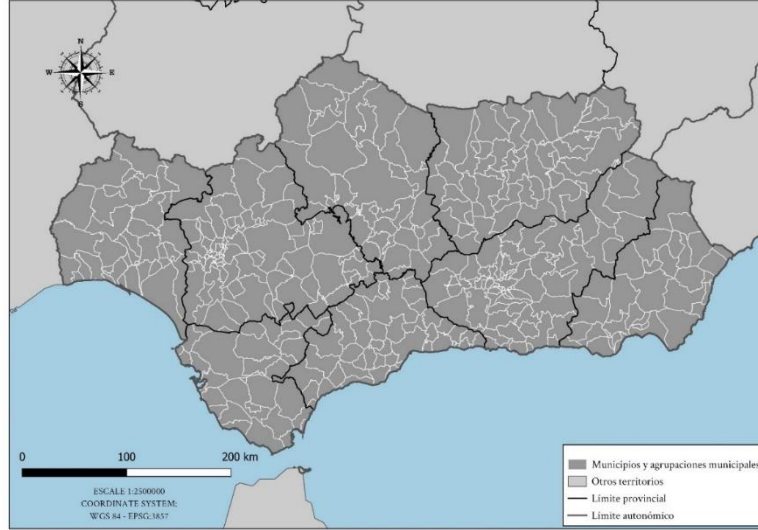 N
W E
S
0 100 200 km
ESCALE 1:2500000
COORDINATE SYSTEM:
WGS 84 - EPSG:3857
Municipios y agrupaciones municipales
Otros territorios
Límite provincial
Límite autonómico